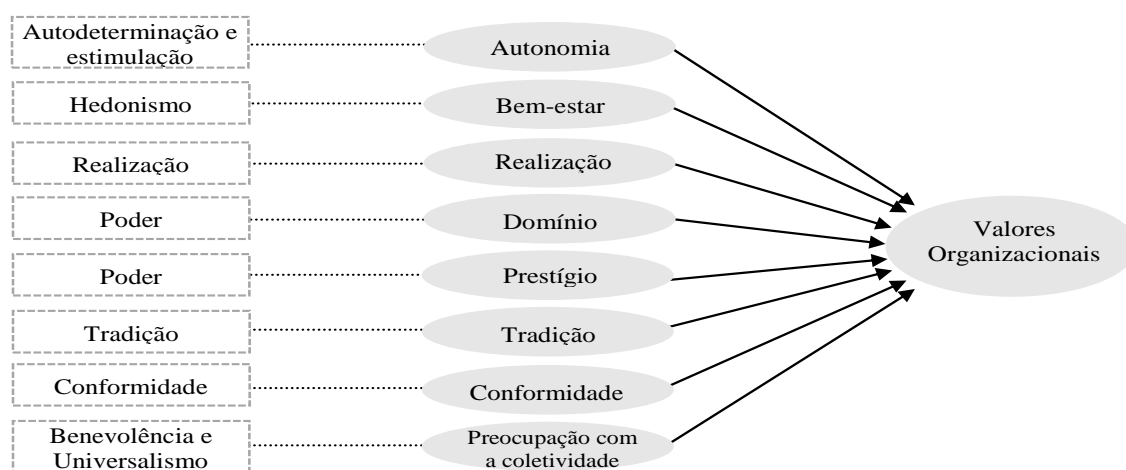 Autodeterminação e
estimulação
Autonomia
Hedonismo
Bem-estar
Realização
Realização
Poder
Domínio
Poder
Prestígio
Tradição
Tradição
Conformidade
Conformidade
Benevolência e
Universalismo
Preocupação com
a coletividade
Valores
Organizacionais